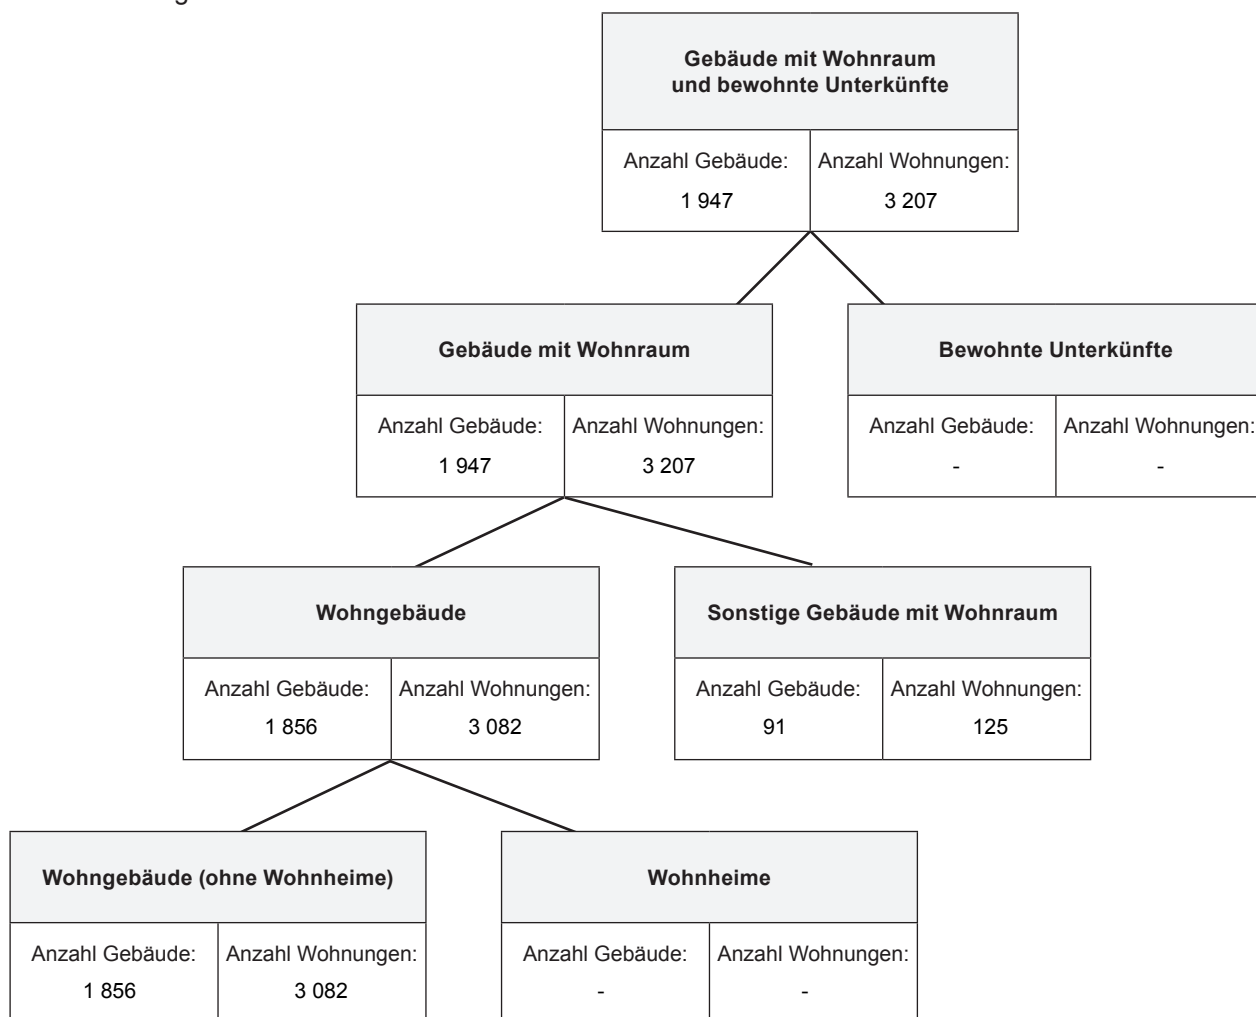 Gebäude mit Wohnraum
und bewohnte Unterkünfte
Anzahl Gebäude: Anzahl Wohnungen:
1 947 3 207
Gebäude mit Wohnraum Bewohnte Unterkünfte
Anzahl Gebäude: Anzahl Wohnungen: Anzahl Gebäude: Anzahl Wohnungen:
1 947 3 207 - -
Wohngebäude Sonstige Gebäude mit Wohnraum
Anzahl Gebäude: Anzahl Wohnungen: Anzahl Gebäude: Anzahl Wohnungen:
1 856 3 082 91 125
Wohngebäude (ohne Wohnheime) Wohnheime
Anzahl Gebäude: Anzahl Wohnungen: Anzahl Gebäude: Anzahl Wohnungen:
1 856 3 082 - -